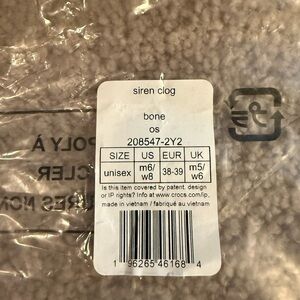 siren clog
bone
os
208547-2Y2
SIZE US EUR UK
unisex m6/w8 38-39 m5/w6
Is this item covered by patent, design
or IP rights? Info at www.crocs.com/ip,
made in vietnam / fabriqué au vietnam
1 96265 46168 4
POLY À
CLER
URES NON